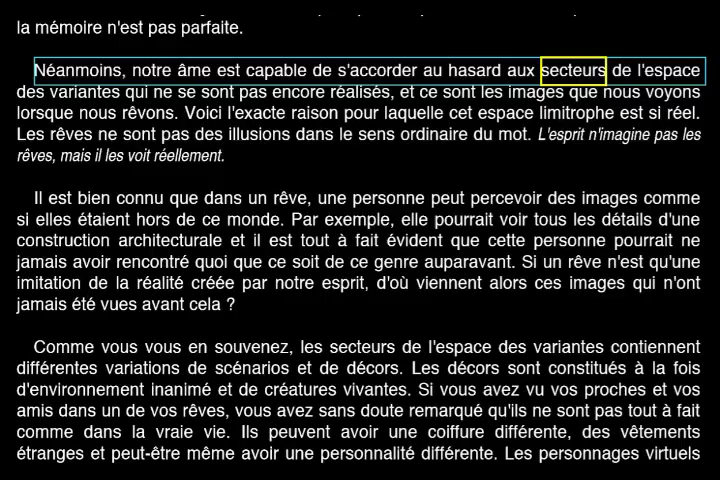 la mémoire n'est pas parfaite.
Néanmoins, notre âme est capable de s'accorder au hasard aux secteurs de l'espace
des variantes qui ne se sont pas encore réalisés, et ce sont les images que nous voyons
lorsque nous rêvons. Voici l'exacte raison pour laquelle cet espace limitrophe est si réel.
Les rêves ne sont pas des illusions dans le sens ordinaire du mot. L'esprit n'imagine pas les
rêves, mais il les voit réellement.
Il est bien connu que dans un rêve, une personne peut percevoir des images comme
si elles étaient hors de ce monde. Par exemple, elle pourrait voir tous les détails d'une
construction architecturale et il est tout à fait évident que cette personne pourrait ne
jamais avoir rencontré quoi que ce soit de ce genre auparavant. Si un rêve n'est qu'une
imitation de la réalité créée par notre esprit, d'où viennent alors ces images qui n'ont
jamais été vues avant cela ?
Comme vous vous en souvenez, les secteurs de l'espace des variantes contiennent
différentes variations de scénarios et de décors. Les décors sont constitués à la fois
d'environnement inanimé et de créatures vivantes. Si vous avez vu vos proches et vos
amis dans un de vos rêves, vous avez sans doute remarqué qu'ils ne sont pas tout à fait
comme dans la vraie vie. Ils peuvent avoir une coiffure différente, des vêtements
étranges et peut-être même avoir une personnalité différente. Les personnages virtuels